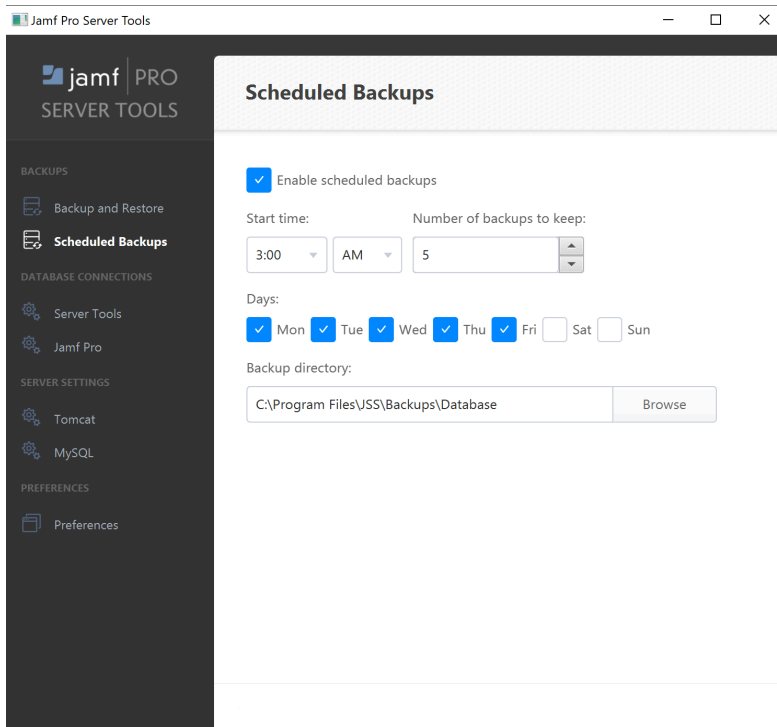 Jamf Pro Server Tools
jamf PRO
SERVER TOOLS
BACKUPS
Backup and Restore
Scheduled Backups
DATABASE CONNECTIONS
Server Tools
Jamf Pro
SERVER SETTINGS
Tomcat
MySQL
PREFERENCES
Preferences
Scheduled Backups
Enable scheduled backups
Start time: Number of backups to keep:
3:00 AM 5
Days:
Mon Tue Wed Thu Fri Sat Sun
Backup directory:
C:\Program Files\JSS\Backups\Database Browse